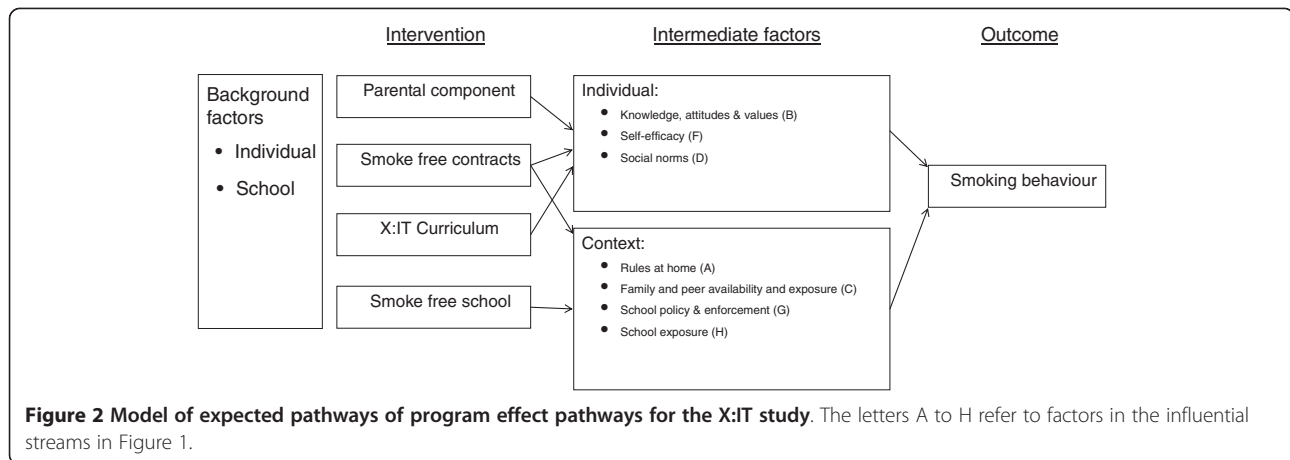 Intervention
Intermediate factors
Outcome
Background
factors
• Individual
• School
Parental component
Smoke free contracts
X:IT Curriculum
Smoke free school
Individual:
• Knowledge, attitudes & values (B)
• Self-efficacy (F)
• Social norms (D)
Context:
• Rules at home (A)
• Family and peer availability and exposure (C)
• School policy & enforcement (G)
• School exposure (H)
Smoking behaviour
Figure 2 Model of expected pathways of program effect pathways for the X:IT study. The letters A to H refer to factors in the influential
streams in Figure 1.